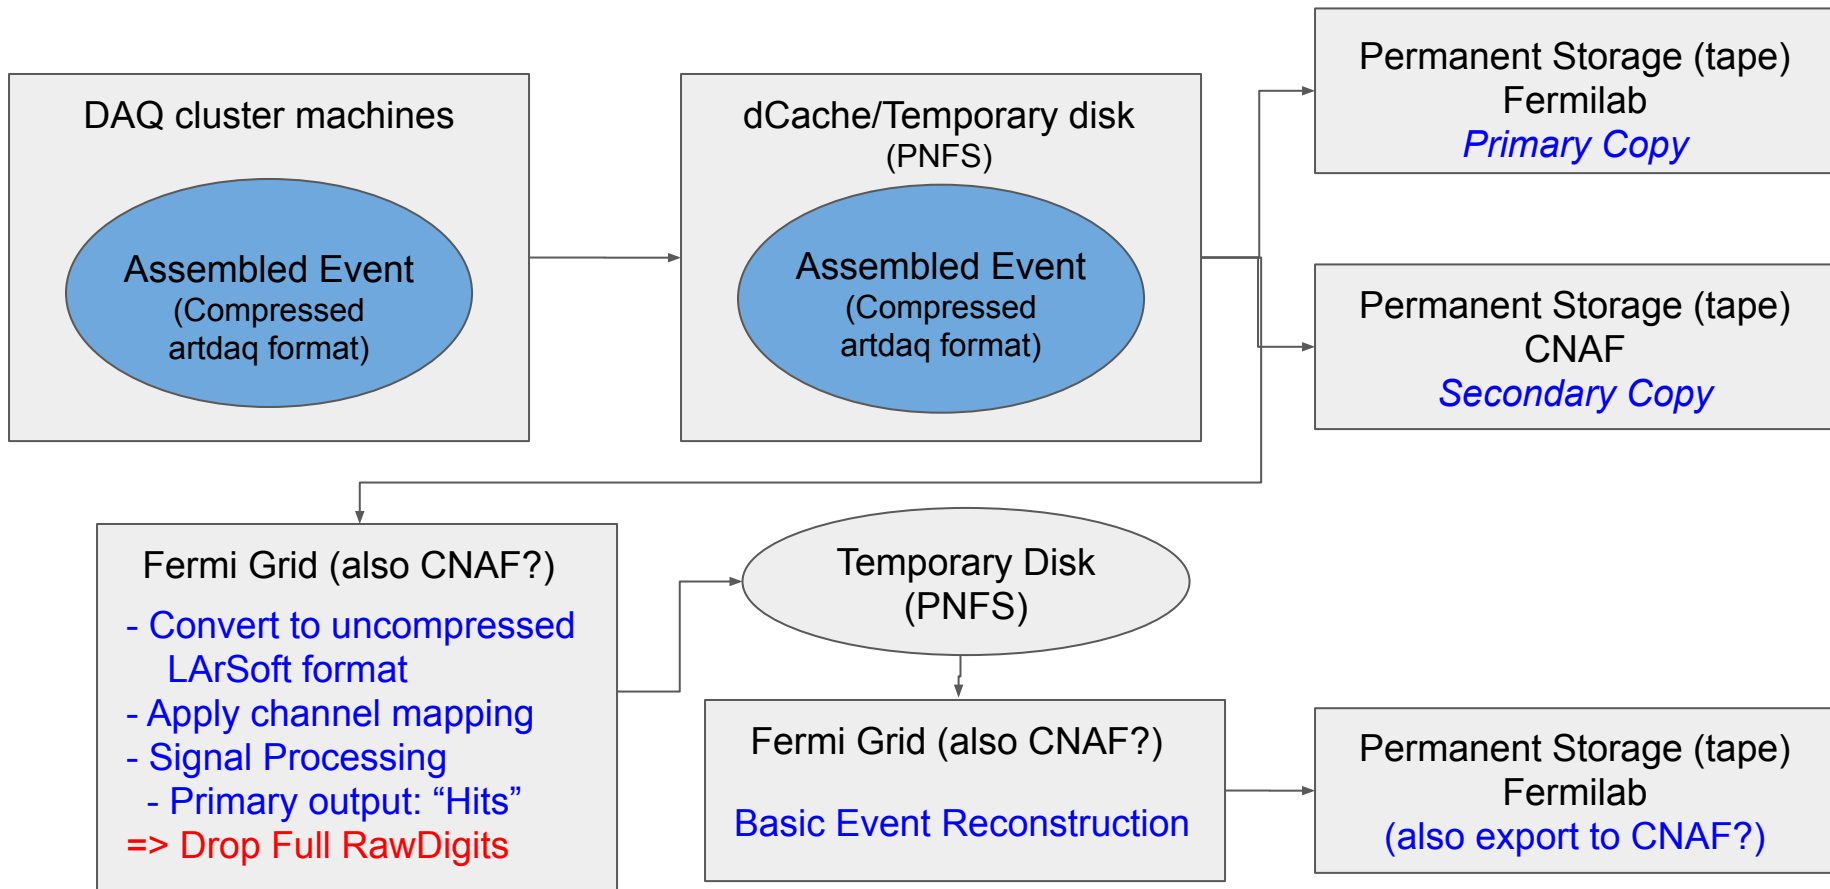 DAQ cluster machines
Assembled Event
(Compressed
artdaq format)
dCache/Temporary disk
(PNFS)
Assembled Event
(Compressed
artdaq format)
Permanent Storage (tape)
Fermilab
Primary Copy
Permanent Storage (tape)
CNAF
Secondary Copy
Fermi Grid (also CNAF?)
- Convert to uncompressed
LArSoft format
- Apply channel mapping
- Signal Processing
- Primary output: “Hits”
=> Drop Full RawDigits
Temporary Disk
(PNFS)
Fermi Grid (also CNAF?)
Basic Event Reconstruction
Permanent Storage (tape)
Fermilab
(also export to CNAF?)